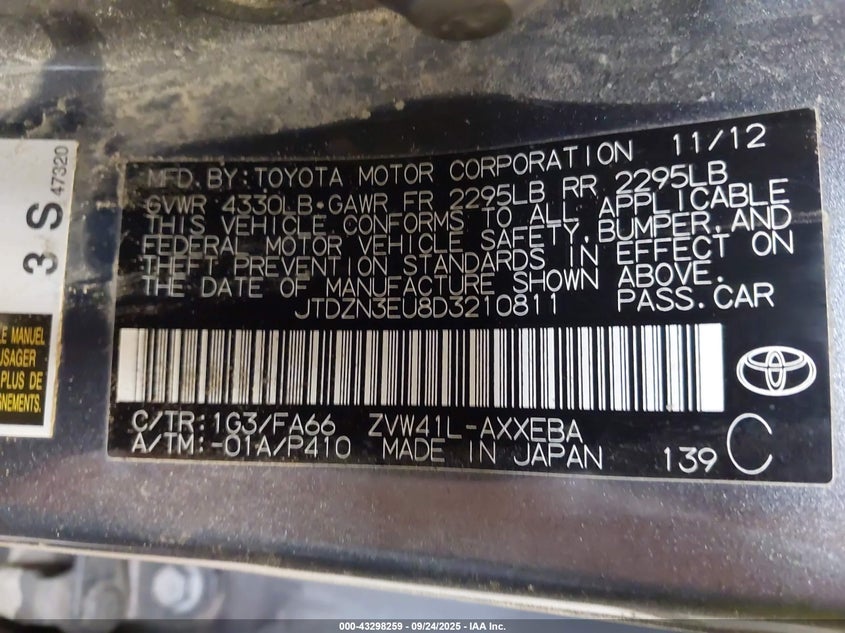 MFD. BY: TOYOTA MOTOR CORPORATION 11/12
GVWR 4330LB•GAWR FR 2295LB RR 2295LB
THIS VEHICLE CONFORMS TO ALL APPLICABLE
FEDERAL MOTOR VEHICLE SAFETY, BUMPER, AND
THEFT PREVENTION STANDARDS IN EFFECT ON
THE DATE OF MANUFACTURE SHOWN ABOVE.
JTDZN3EU8D3210811 PASS. CAR
C/TR: 1G3/FA66 ZVW41L-AXXEBA
A/TM: -01A/P410 MADE IN JAPAN 139 C
3 S 47320
LE MANUEL
USAGER
PLUS DE
GNEMENTS.
000-43298259 - 09/24/2025 - IAA Inc.